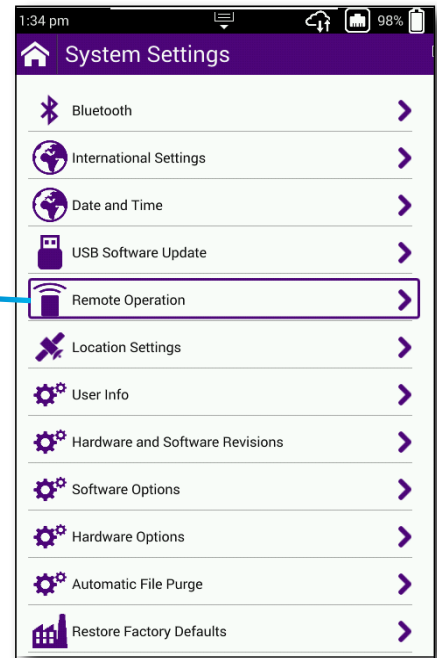 1:34 pm 98%
System Settings
Bluetooth
International Settings
Date and Time
USB Software Update
Remote Operation
Location Settings
User Info
Hardware and Software Revisions
Software Options
Hardware Options
Automatic File Purge
Restore Factory Defaults